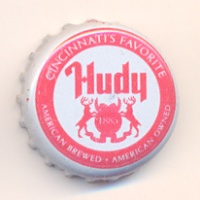 CINCINNATI'S FAVORITE
Hudy
1885
AMERICAN BREWED • AMERICAN OWNED